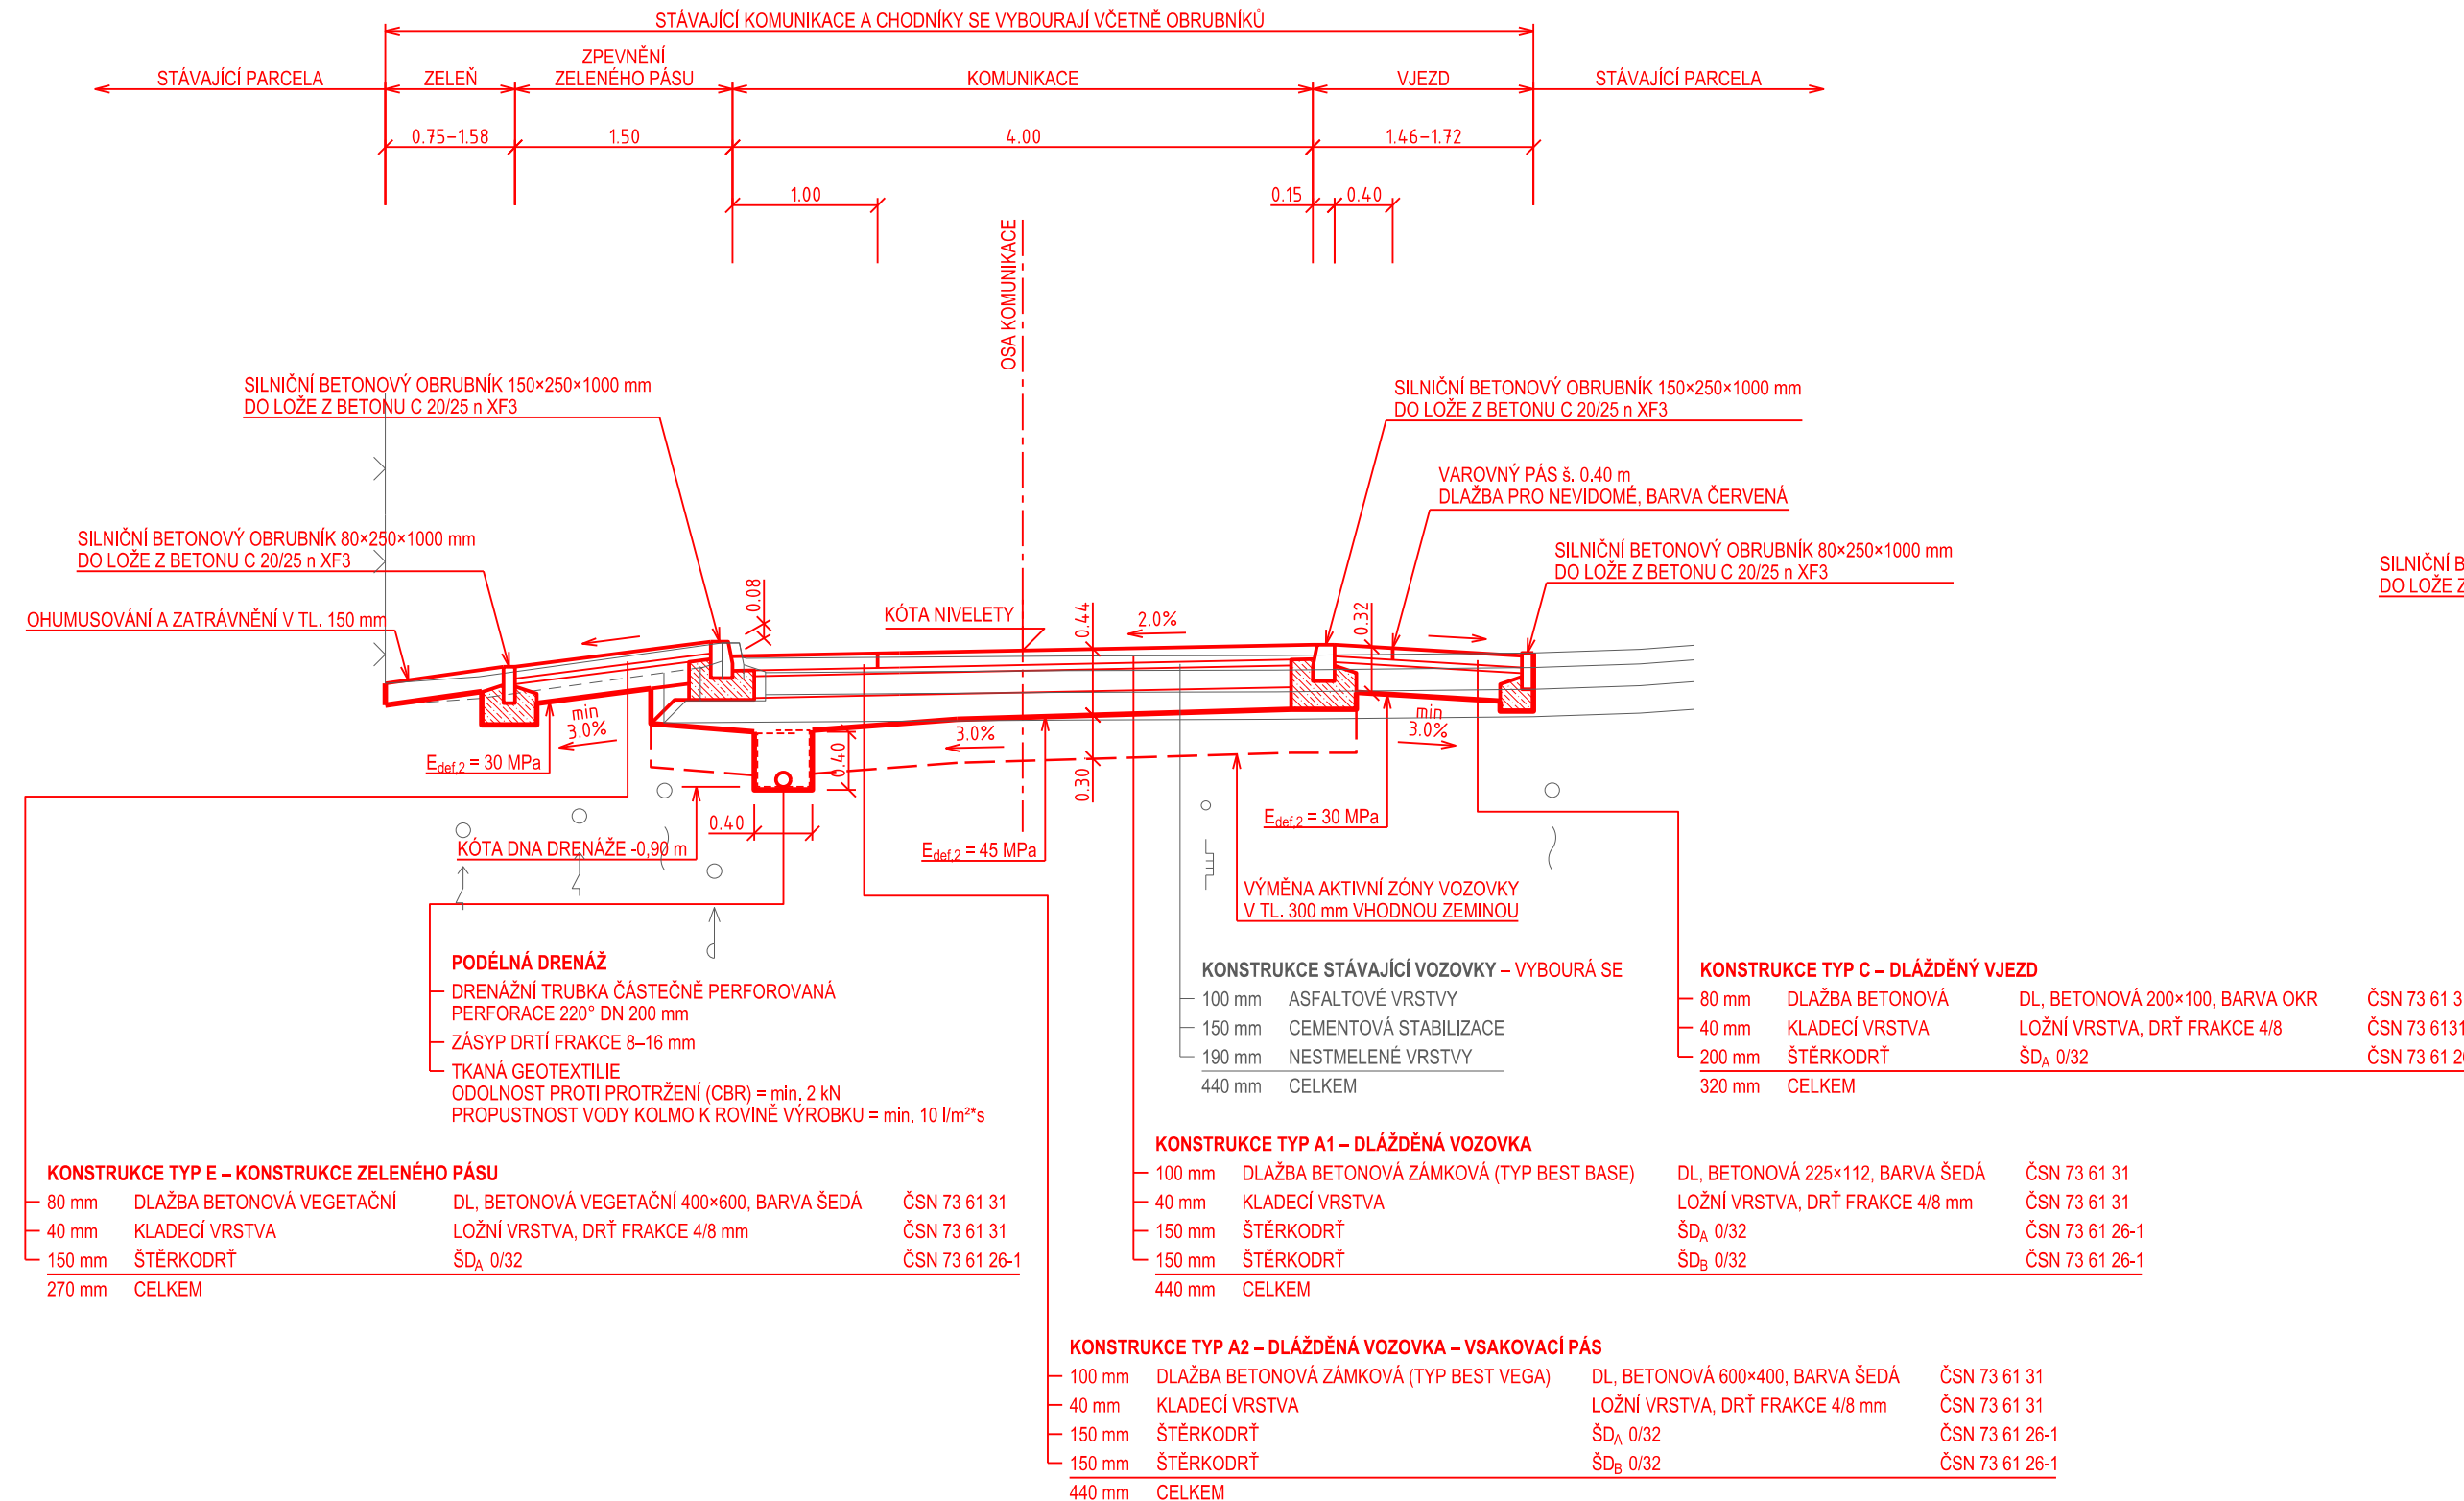 STÁVAJÍCÍ KOMUNIKACE A CHODNÍKY SE VYBOURAJÍ VČETNĚ OBRUBNÍKŮ
STÁVAJÍCÍ PARCELA
ZELEŇ
ZPEVNĚNÍ
ZELENÉHO PÁSU
KOMUNIKACE
VJEZD
STÁVAJÍCÍ PARCELA
0.75–1.58
1.50
4.00
1.46–1.72
1.00
0.15
0.40
OSA KOMUNIKACE
SILNIČNÍ BETONOVÝ OBRUBNÍK 150×250×1000 mm
DO LOŽE Z BETONU C 20/25 n XF3
SILNIČNÍ BETONOVÝ OBRUBNÍK 150×250×1000 mm
DO LOŽE Z BETONU C 20/25 n XF3
VAROVNÝ PÁS š. 0.40 m
DLAŽBA PRO NEVIDOMÉ, BARVA ČERVENÁ
SILNIČNÍ BETONOVÝ OBRUBNÍK 80×250×1000 mm
DO LOŽE Z BETONU C 20/25 n XF3
SILNIČNÍ BETONOVÝ OBRUBNÍK 80×250×1000 mm
DO LOŽE Z BETONU C 20/25 n XF3
SILNIČNÍ B
DO LOŽE Z
OHUMUSOVÁNÍ A ZATRÁVNĚNÍ V TL. 150 mm
0.08
KÓTA NIVELETY
0.44
2.0%
0.32
min
3.0%
3.0%
min
3.0%
0.40
0.30
Edef,2 = 30 MPa
0.40
KÓTA DNA DRENÁŽE -0,90 m
Edef,2 = 45 MPa
Edef,2 = 30 MPa
VÝMĚNA AKTIVNÍ ZÓNY VOZOVKY
V TL. 300 mm VHODNOU ZEMINOU
PODÉLNÁ DRENÁŽ
DRENÁŽNÍ TRUBKA ČÁSTEČNĚ PERFOROVANÁ
PERFORACE 220° DN 200 mm
ZÁSYP DRTÍ FRAKCE 8–16 mm
TKANÁ GEOTEXTILIE
ODOLNOST PROTI PROTRŽENÍ (CBR) = min. 2 kN
PROPUSTNOST VODY KOLMO K ROVINĚ VÝROBKU = min. 10 l/m²*s
KONSTRUKCE STÁVAJÍCÍ VOZOVKY – VYBOURÁ SE
100 mm ASFALTOVÉ VRSTVY
150 mm CEMENTOVÁ STABILIZACE
190 mm NESTMELENÉ VRSTVY
440 mm CELKEM
KONSTRUKCE TYP C – DLÁŽDĚNÝ VJEZD
80 mm DLAŽBA BETONOVÁ DL, BETONOVÁ 200×100, BARVA OKR ČSN 73 61 3
40 mm KLADECÍ VRSTVA LOŽNÍ VRSTVA, DRŤ FRAKCE 4/8 ČSN 73 6131
200 mm ŠTĚRKODRŤ ŠDA 0/32 ČSN 73 61 2
320 mm CELKEM
KONSTRUKCE TYP A1 – DLÁŽDĚNÁ VOZOVKA
100 mm DLAŽBA BETONOVÁ ZÁMKOVÁ (TYP BEST BASE) DL, BETONOVÁ 225×112, BARVA ŠEDÁ ČSN 73 61 31
40 mm KLADECÍ VRSTVA LOŽNÍ VRSTVA, DRŤ FRAKCE 4/8 mm ČSN 73 61 31
150 mm ŠTĚRKODRŤ ŠDA 0/32 ČSN 73 61 26-1
150 mm ŠTĚRKODRŤ ŠDB 0/32 ČSN 73 61 26-1
440 mm CELKEM
KONSTRUKCE TYP E – KONSTRUKCE ZELENÉHO PÁSU
80 mm DLAŽBA BETONOVÁ VEGETAČNÍ DL, BETONOVÁ VEGETAČNÍ 400×600, BARVA ŠEDÁ ČSN 73 61 31
40 mm KLADECÍ VRSTVA LOŽNÍ VRSTVA, DRŤ FRAKCE 4/8 mm ČSN 73 61 31
150 mm ŠTĚRKODRŤ ŠDA 0/32 ČSN 73 61 26-1
270 mm CELKEM
KONSTRUKCE TYP A2 – DLÁŽDĚNÁ VOZOVKA – VSAKOVACÍ PÁS
100 mm DLAŽBA BETONOVÁ ZÁMKOVÁ (TYP BEST VEGA) DL, BETONOVÁ 600×400, BARVA ŠEDÁ ČSN 73 61 31
40 mm KLADECÍ VRSTVA LOŽNÍ VRSTVA, DRŤ FRAKCE 4/8 mm ČSN 73 61 31
150 mm ŠTĚRKODRŤ ŠDA 0/32 ČSN 73 61 26-1
150 mm ŠTĚRKODRŤ ŠDB 0/32 ČSN 73 61 26-1
440 mm CELKEM